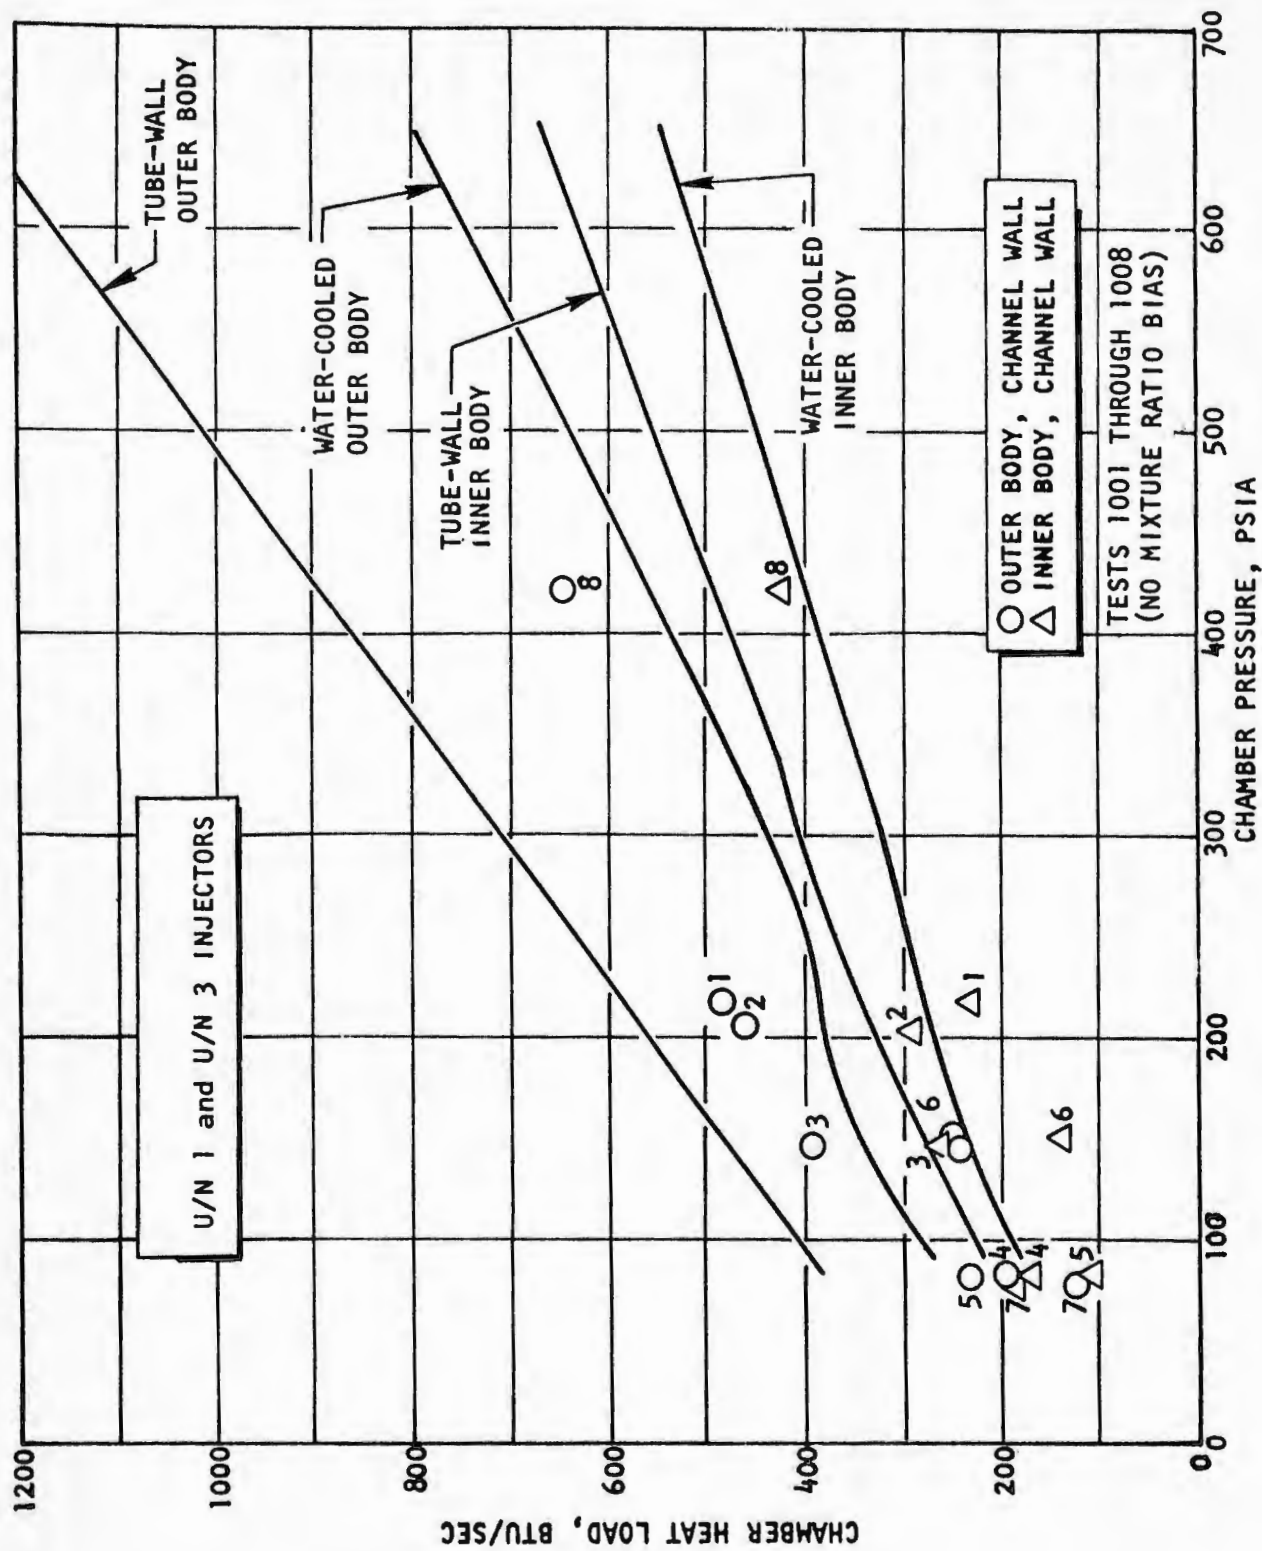 U/N 1 and U/N 3 INJECTORS
TUBE-WALL
OUTER BODY
WATER-COOLED
OUTER BODY
TUBE-WALL
INNER BODY
WATER-COOLED
INNER BODY
OUTER BODY, CHANNEL WALL
INNER BODY, CHANNEL WALL
TESTS 1001 THROUGH 1008
(NO MIXTURE RATIO BIAS)
1200
1000
800
600
400
200
0
CHAMBER HEAT LOAD, BTU/SEC
0
100
200
300
400
500
600
700
CHAMBER PRESSURE, PSIA
8
8
1
2
3
2
1
3
6
6
5
4
7
4
7
5